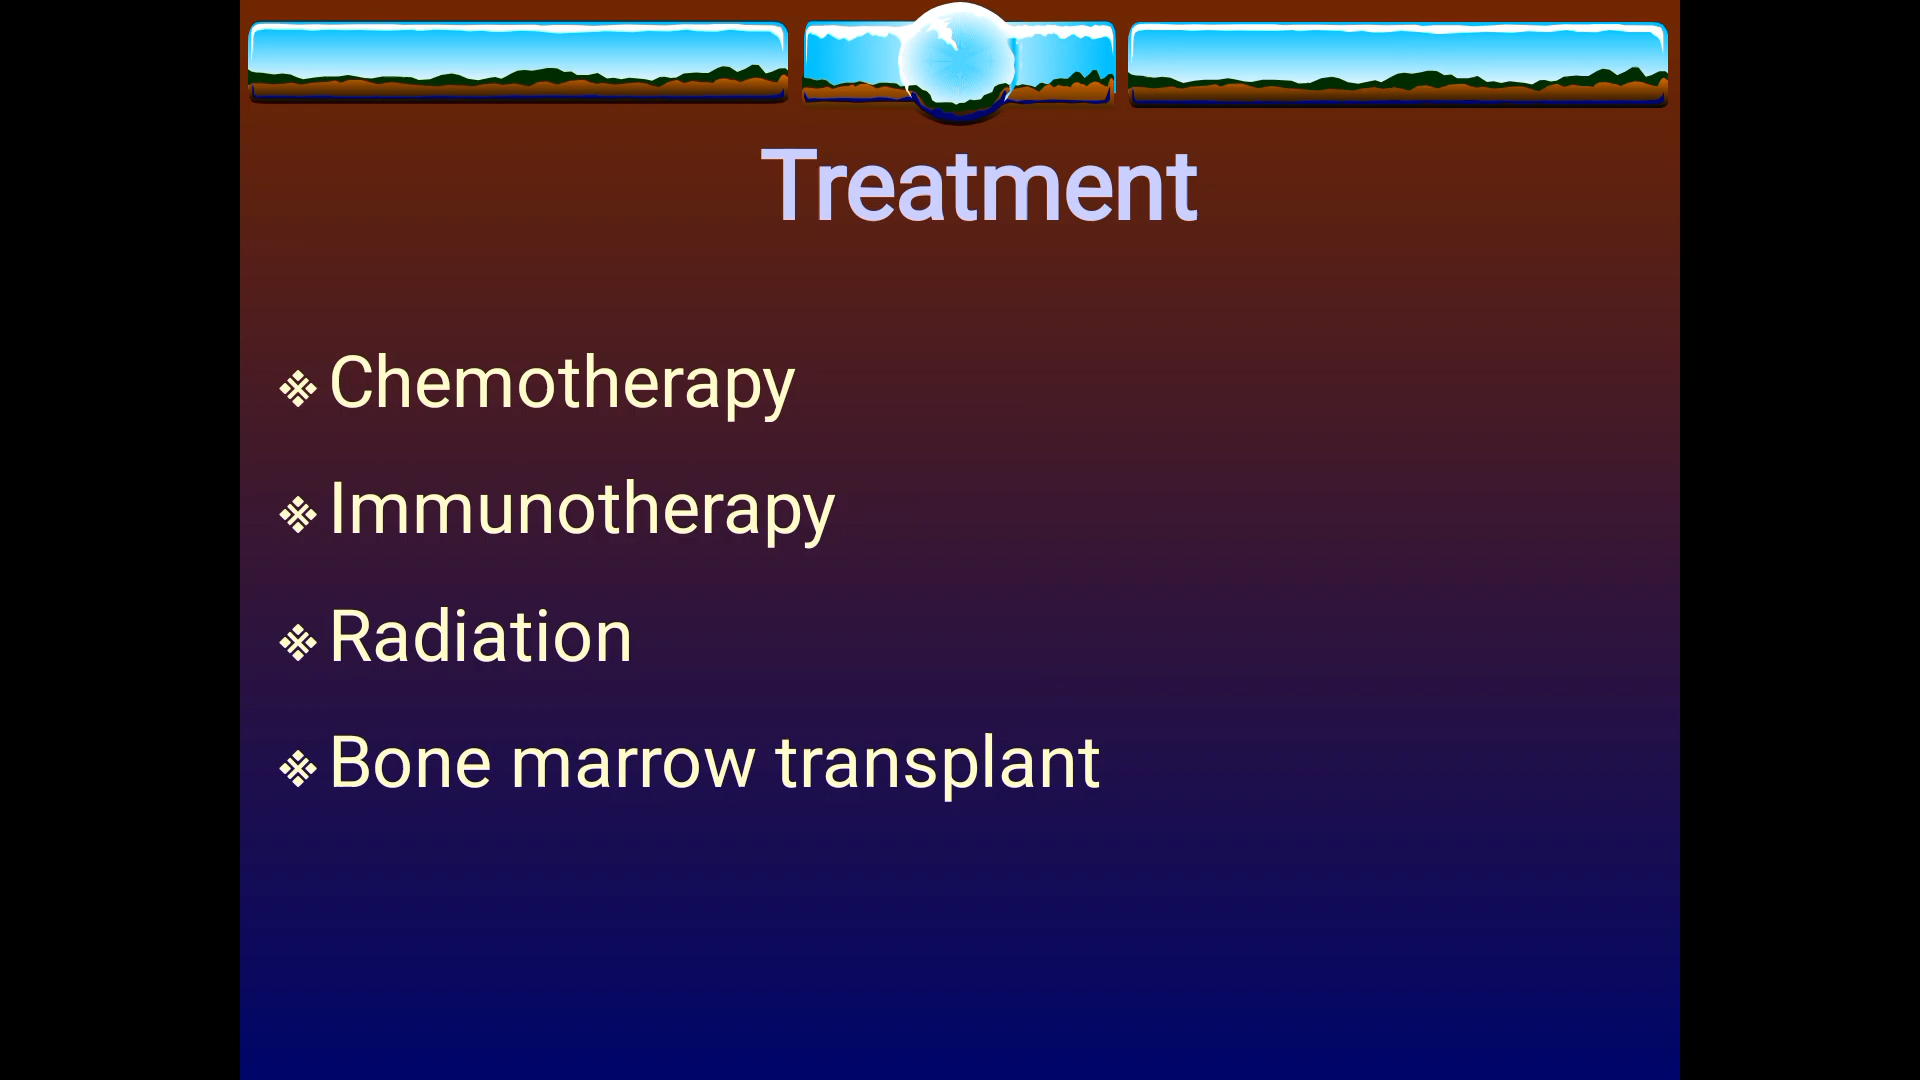 Treatment
❖ Chemotherapy
❖ Immunotherapy
❖ Radiation
❖ Bone marrow transplant